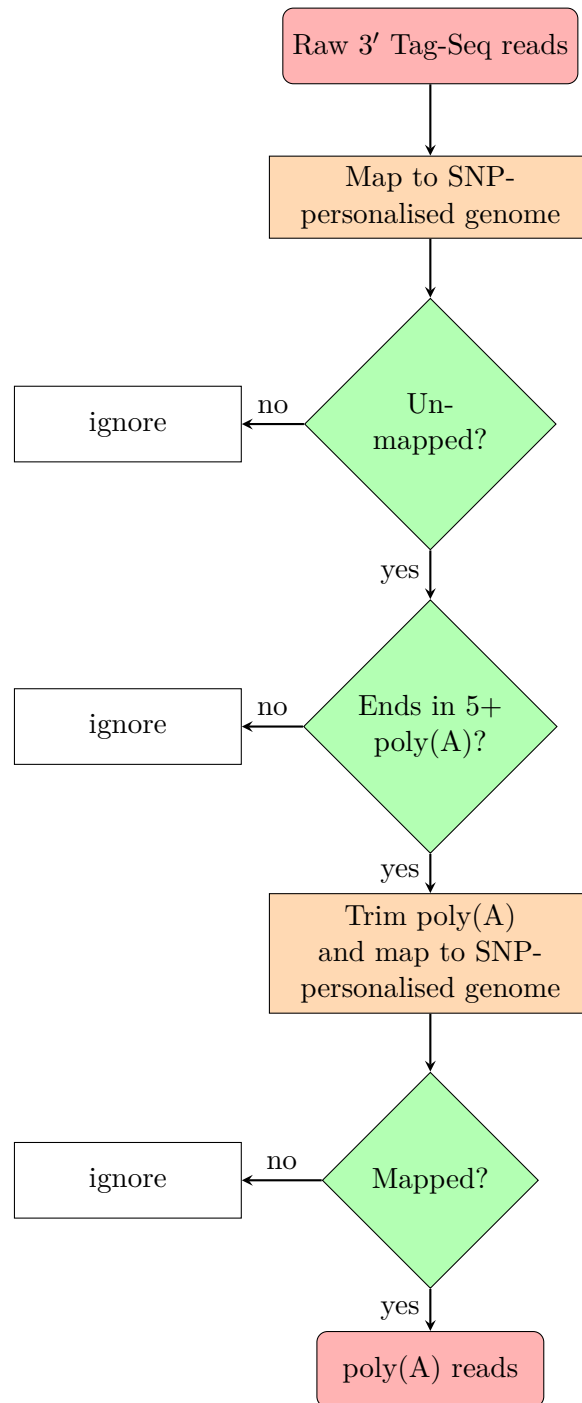 Raw 3′ Tag-Seq reads
Map to SNP-
personalised genome
Un-
mapped?
no
ignore
yes
Ends in 5+
poly(A)?
no
ignore
yes
Trim poly(A)
and map to SNP-
personalised genome
Mapped?
no
ignore
yes
poly(A) reads